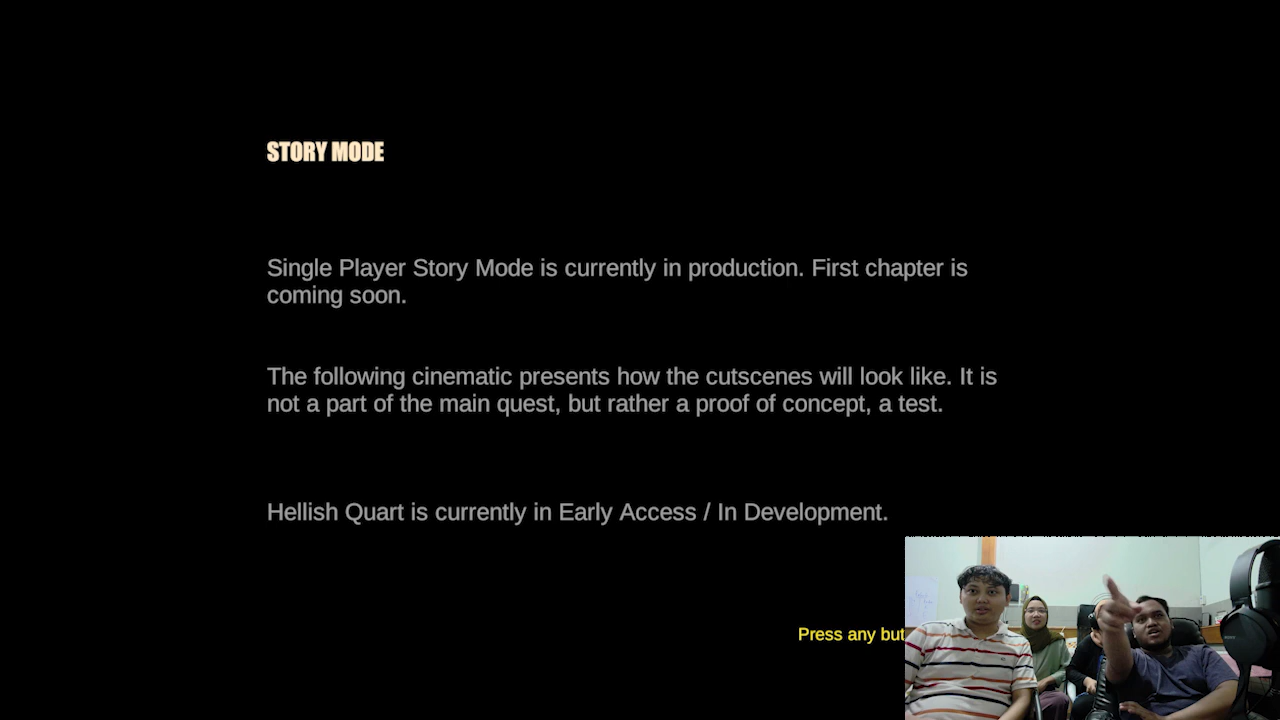 STORY MODE
Single Player Story Mode is currently in production. First chapter is
coming soon.
The following cinematic presents how the cutscenes will look like. It is
not a part of the main quest, but rather a proof of concept, a test.
Hellish Quart is currently in Early Access / In Development.
Press any but
SONY